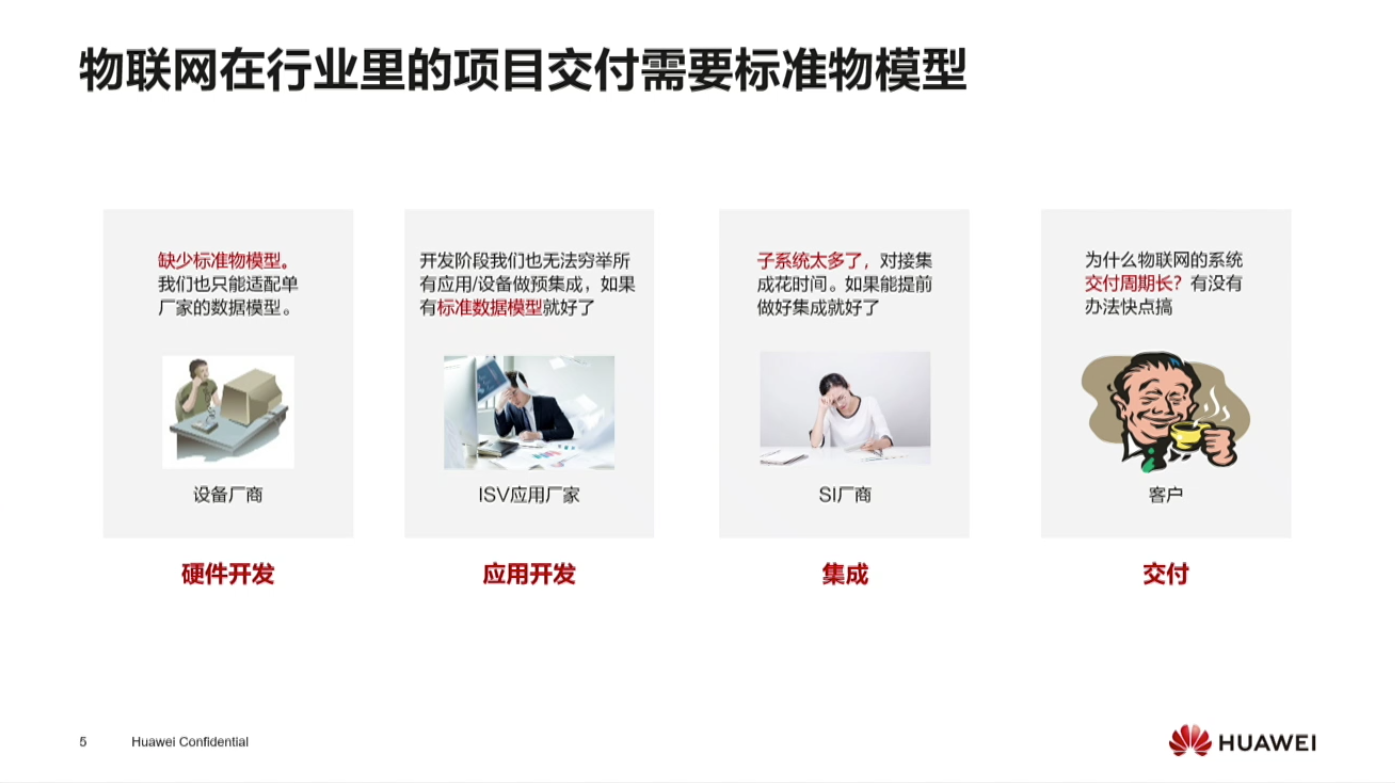 物联网在行业里的项目交付需要标准物模型
缺少标准物模型。
我们也只能适配单
厂家的数据模型。
设备厂商
硬件开发
开发阶段我们也无法穷举所
有应用/设备做预集成，如果
有标准数据模型就好了
ISV应用厂家
应用开发
子系统太多了，对接集
成花时间。如果能提前
做好集成就好了
SI厂商
集成
为什么物联网的系统
交付周期长？有没有
办法快点搞
客户
交付
5 Huawei Confidential
HUAWEI